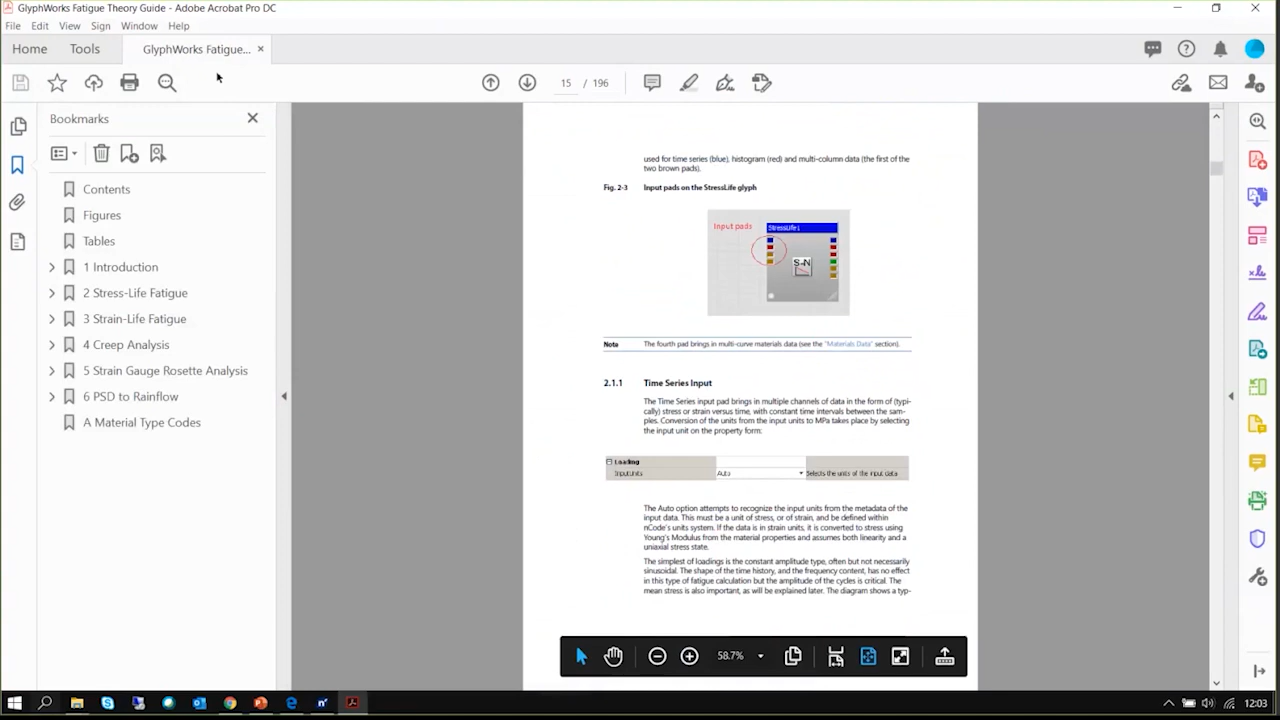 GlyphWorks Fatigue Theory Guide - Adobe Acrobat Pro DC
File Edit View Sign Window Help
Home Tools GlyphWorks Fatigue... ×
15 / 196
Bookmarks
Contents
Figures
Tables
1 Introduction
2 Stress-Life Fatigue
3 Strain-Life Fatigue
4 Creep Analysis
5 Strain Gauge Rosette Analysis
6 PSD to Rainflow
A Material Type Codes
used for time series (blue), histogram (red) and multi-column data (the first of the
two brown pads).
Fig. 2-3 Input pads on the StressLife glyph
Input pads
StressLife1
S-N
Note The fourth pad brings in multi-curve materials data (see the "Materials Data" section).
2.1.1 Time Series Input
The Time Series input pad brings in multiple channels of data in the form of (typi-
cally) stress or strain versus time, with constant time intervals between the sam-
ples. Conversion of the units from the input units to MPa takes place by selecting
the input unit on the property form:
Loading
InputUnits Auto Selects the units of the input data
The Auto option attempts to recognize the input units from the metadata of the
input data. This must be a unit of stress, or of strain, and be defined within
nCode's units system. If the data is in strain units, it is converted to stress using
Young's Modulus from the material properties and assumes both linearity and a
uniaxial stress state.
The simplest of loadings is the constant amplitude type, often but not necessarily
sinusoidal. The shape of the time history, and the frequency content, has no effect
in this type of fatigue calculation but the amplitude of the cycles is critical. The
mean stress is also important, as will be explained later. The diagram shows a typ-
58.7%
12:03